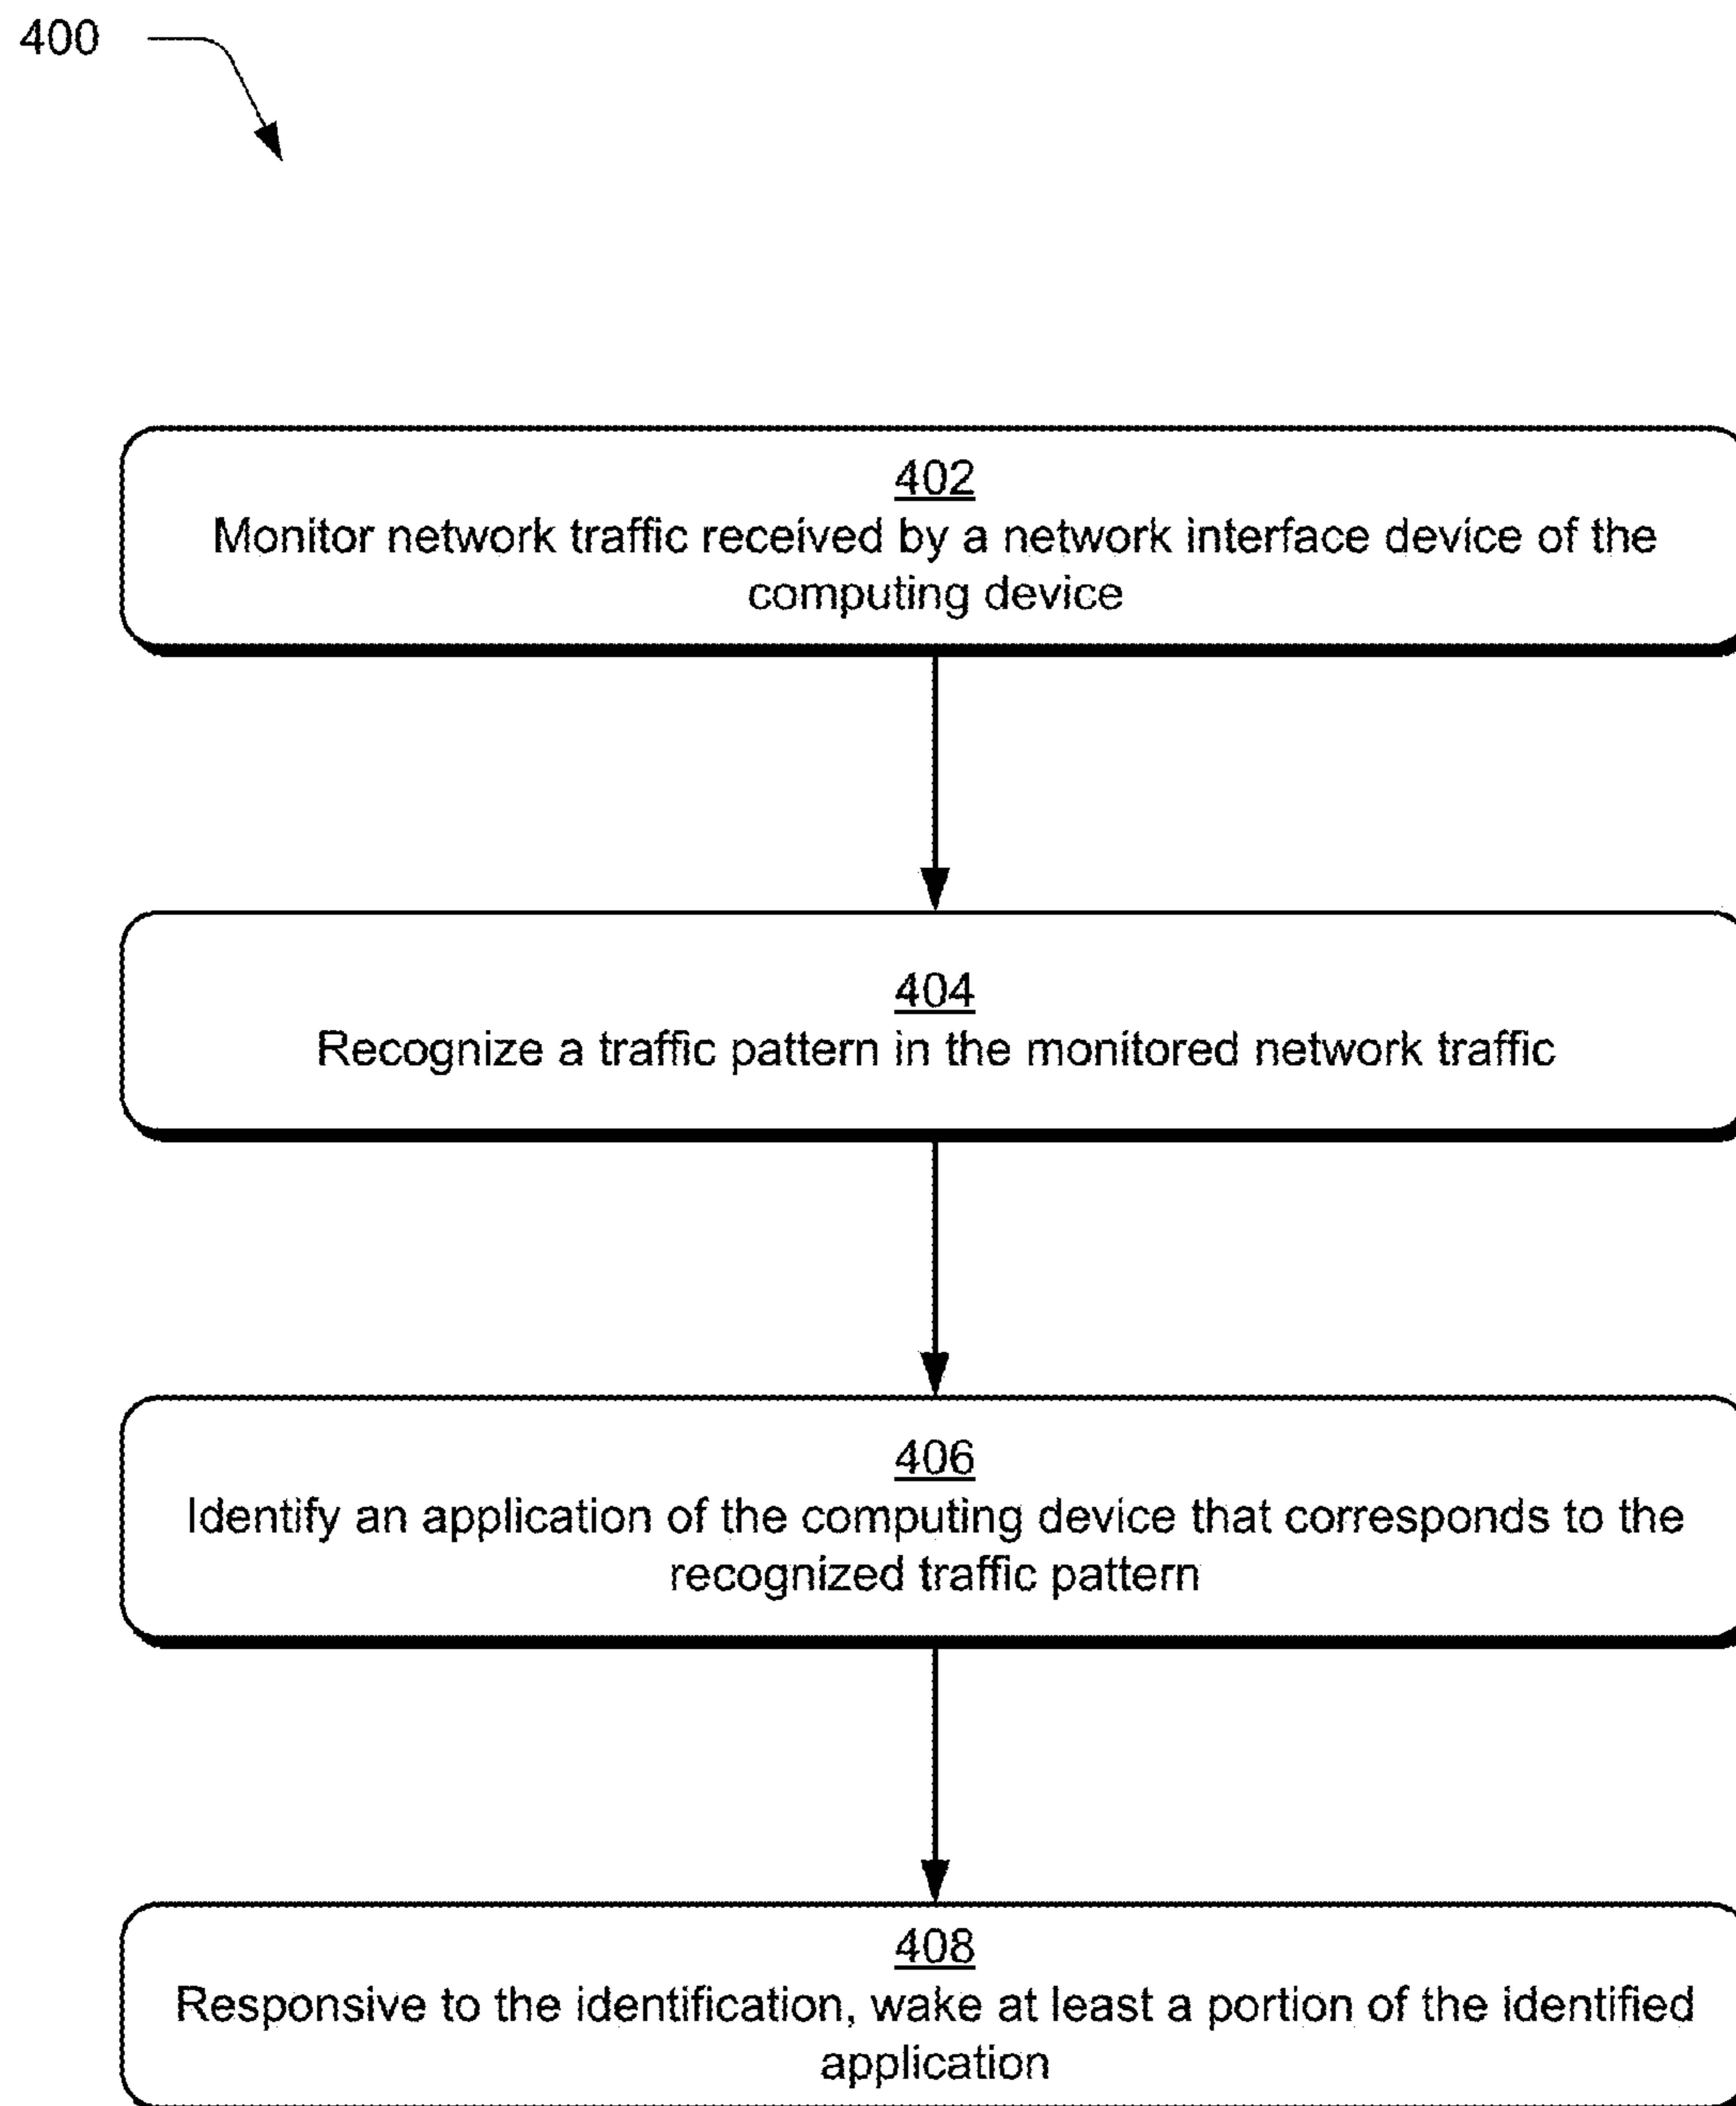 400
402
Monitor network traffic received by a network interface device of the
computing device
404
Recognize a traffic pattern in the monitored network traffic
406
Identify an application of the computing device that corresponds to the
recognized traffic pattern
408
Responsive to the identification, wake at least a portion of the identified
application